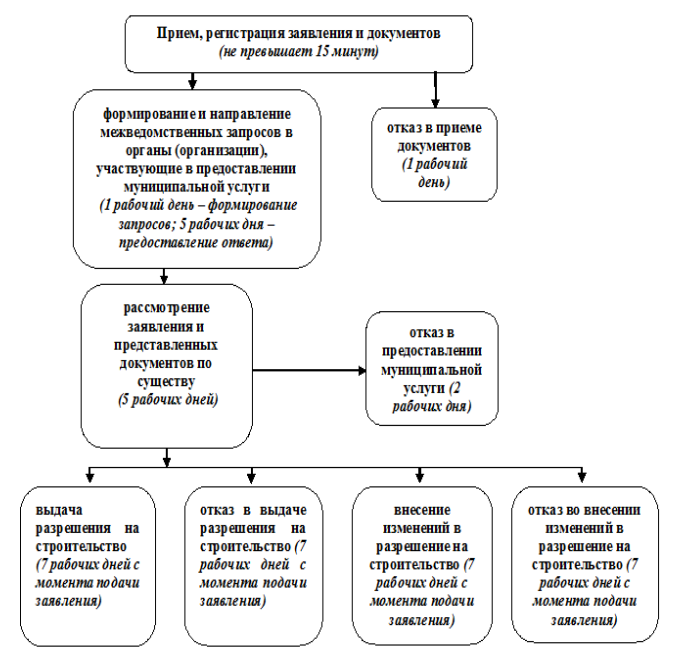 Прием, регистрация заявления и документов
(не превышает 15 минут)
формирование и направление
межведомственных запросов в
органы (организации),
участвующие в предоставлении
муниципальной услуги
(1 рабочий день – формирование
запросов; 5 рабочих дня –
предоставление ответа)
отказ в приеме
документов
(1 рабочий
день)
рассмотрение
заявления и
представленных
документов по
существу
(5 рабочих дней)
отказ в
предоставлении
муниципальной
услуги (2
рабочих дня)
выдача
разрешения на
строительство
(7 рабочих дней с
момента подачи
заявления)
отказ в выдаче
разрешения на
строительство (7
рабочих дней с
момента подачи
заявления)
внесение
изменений в
разрешение на
строительство (7
рабочих дней с
момента подачи
заявления)
отказ во внесении
изменений в
разрешение на
строительство (7
рабочих дней с
момента подачи
заявления)